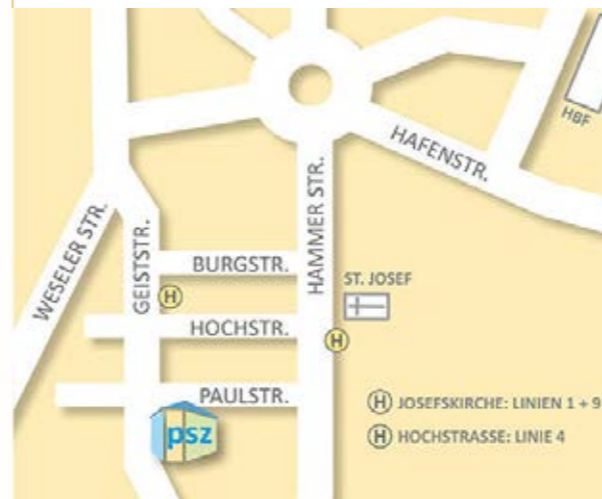 HBF
HAFENSTR.
HAMMER STR.
WESELER STR.
GEISTSTR.
BURGSTR.
ST. JOSEF
H
HOCHSTR.
H
PAULSTR.
H JOSEFSKIRCHE: LINIEN 1 + 9
psz
H HOCHSTRASSE: LINIE 4